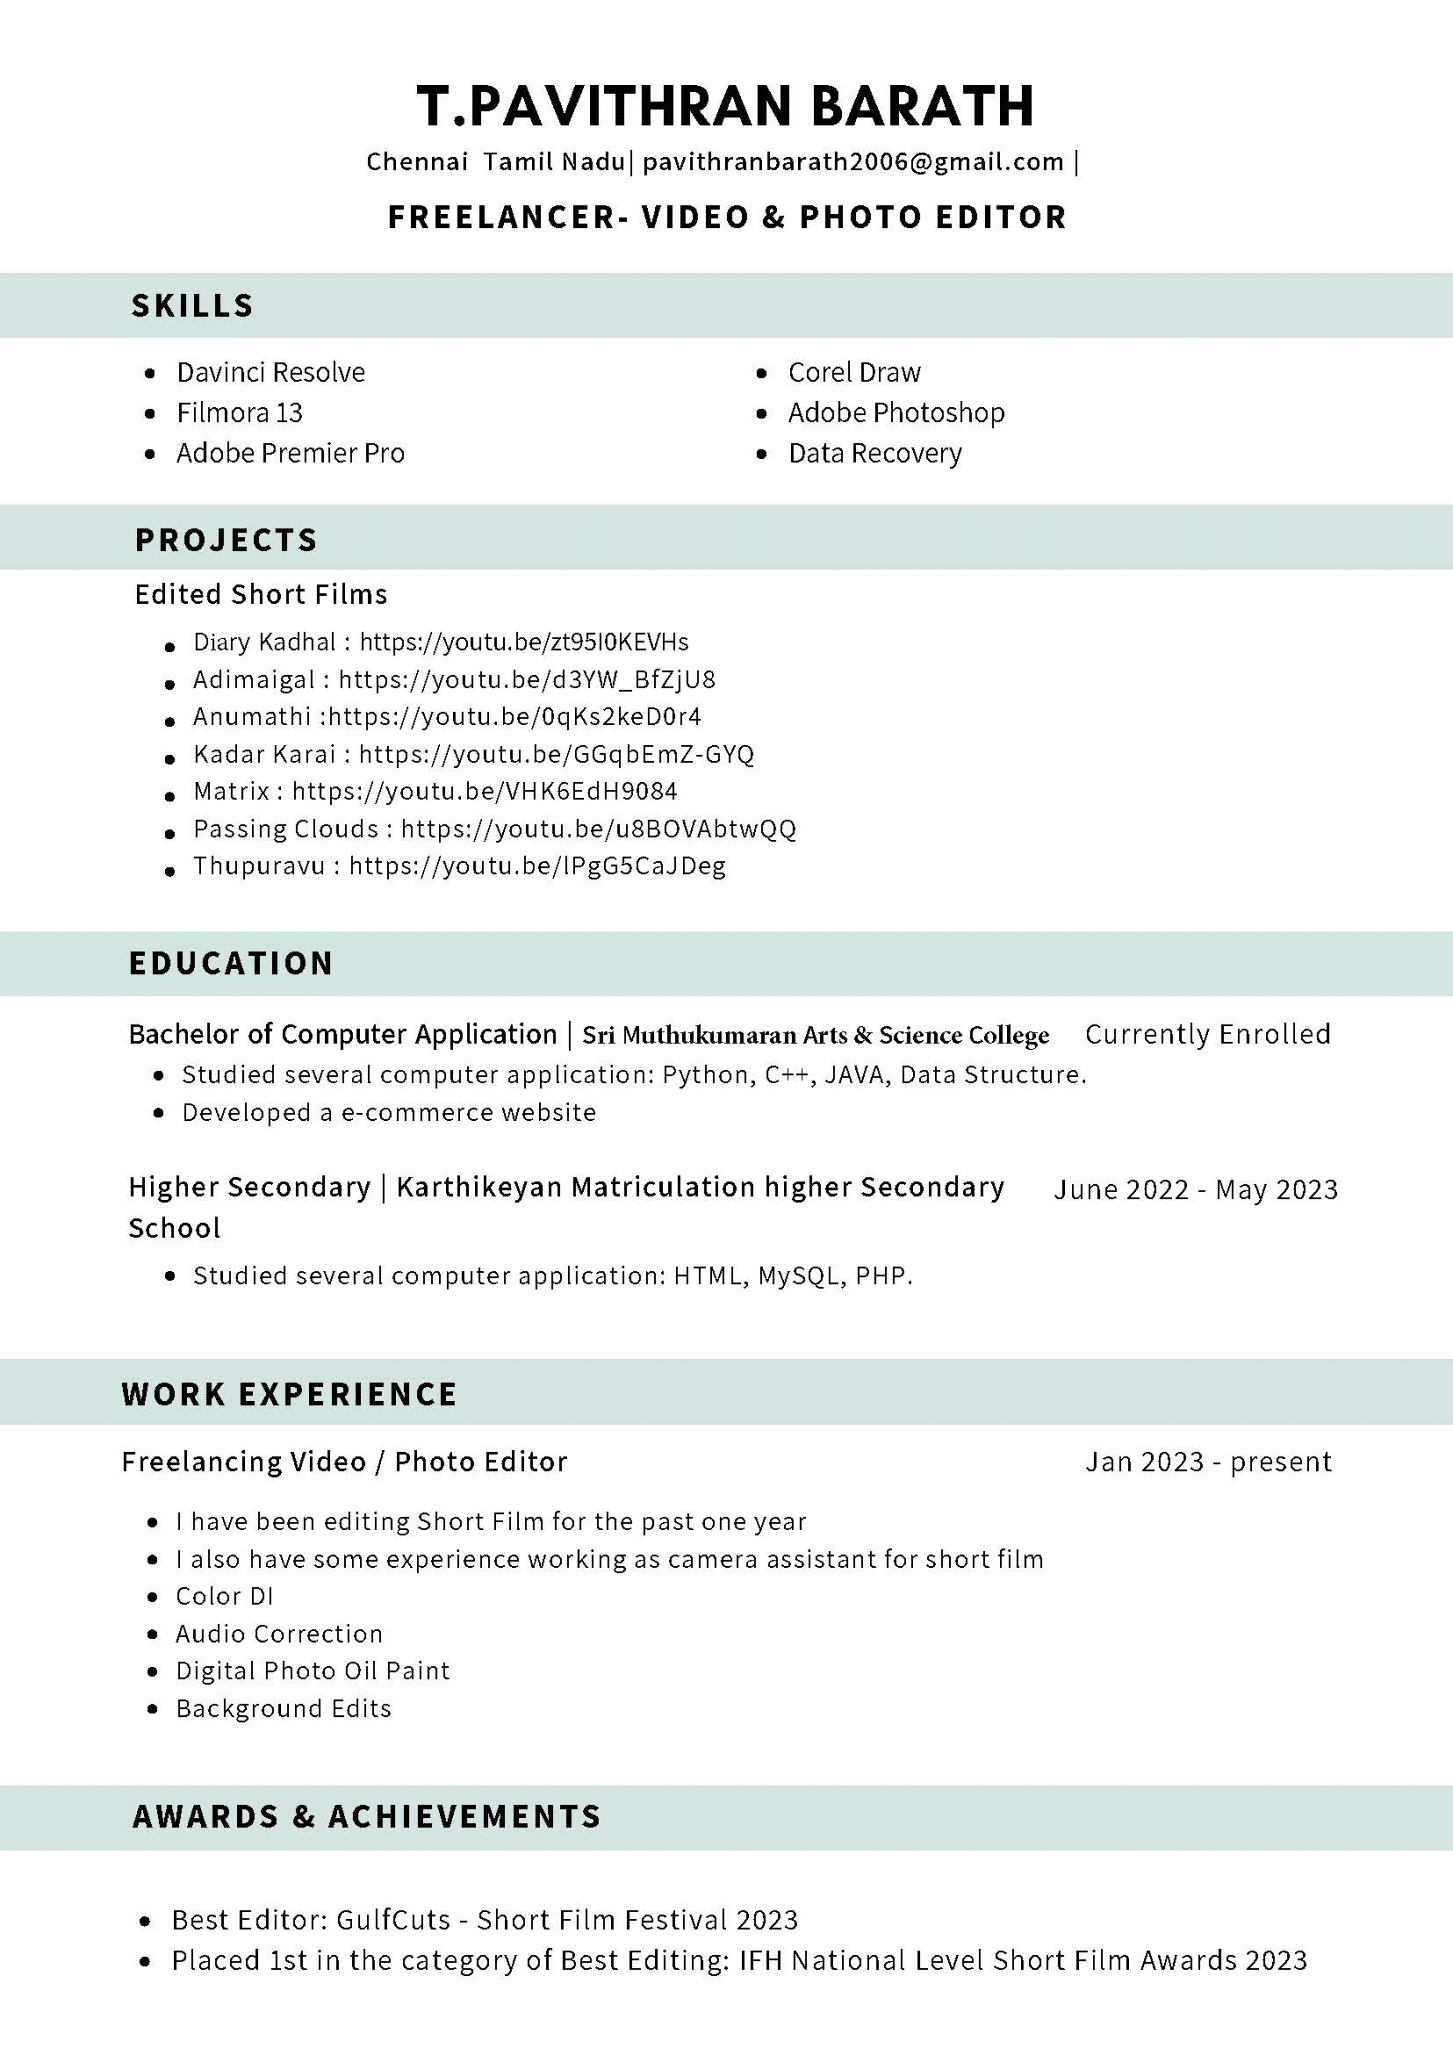 T.PAVITHRAN BARATH
Chennai  Tamil Nadu| pavithranbarath2006@gmail.com |
FREELANCER- VIDEO & PHOTO EDITOR
SKILLS
• Davinci Resolve
• Filmora 13
• Adobe Premier Pro
• Corel Draw
• Adobe Photoshop
• Data Recovery
PROJECTS
Edited Short Films
• Diary Kadhal : https://youtu.be/zt95I0KEVHs
• Adimaigal : https://youtu.be/d3YW_BfZjU8
• Anumathi :https://youtu.be/0qKs2keD0r4
• Kadar Karai : https://youtu.be/GGqbEmZ-GYQ
• Matrix : https://youtu.be/VHK6EdH9084
• Passing Clouds : https://youtu.be/u8BOVAbtwQQ
• Thupuravu : https://youtu.be/lPgG5CaJDeg
EDUCATION
Bachelor of Computer Application | Sri Muthukumaran Arts & Science College Currently Enrolled
• Studied several computer application: Python, C++, JAVA, Data Structure.
• Developed a e-commerce website
Higher Secondary | Karthikeyan Matriculation higher Secondary June 2022 - May 2023
School
• Studied several computer application: HTML, MySQL, PHP.
WORK EXPERIENCE
Freelancing Video / Photo Editor Jan 2023 - present
• I have been editing Short Film for the past one year
• I also have some experience working as camera assistant for short film
• Color DI
• Audio Correction
• Digital Photo Oil Paint
• Background Edits
AWARDS & ACHIEVEMENTS
• Best Editor: GulfCuts - Short Film Festival 2023
• Placed 1st in the category of Best Editing: IFH National Level Short Film Awards 2023